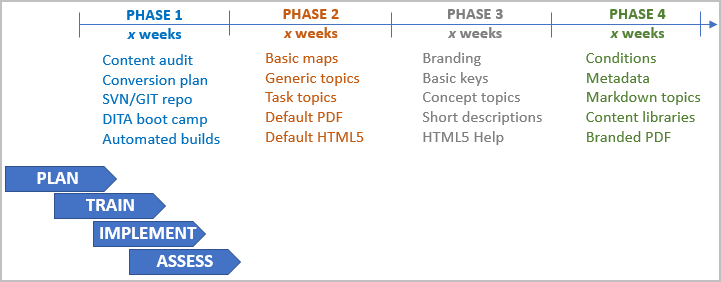 PHASE 1
x weeks
Content audit
Conversion plan
SVN/GIT repo
DITA boot camp
Automated builds
PHASE 2
x weeks
Basic maps
Generic topics
Task topics
Default PDF
Default HTML5
PHASE 3
x weeks
Branding
Basic keys
Concept topics
Short descriptions
HTML5 Help
PHASE 4
x weeks
Conditions
Metadata
Markdown topics
Content libraries
Branded PDF
PLAN
TRAIN
IMPLEMENT
ASSESS